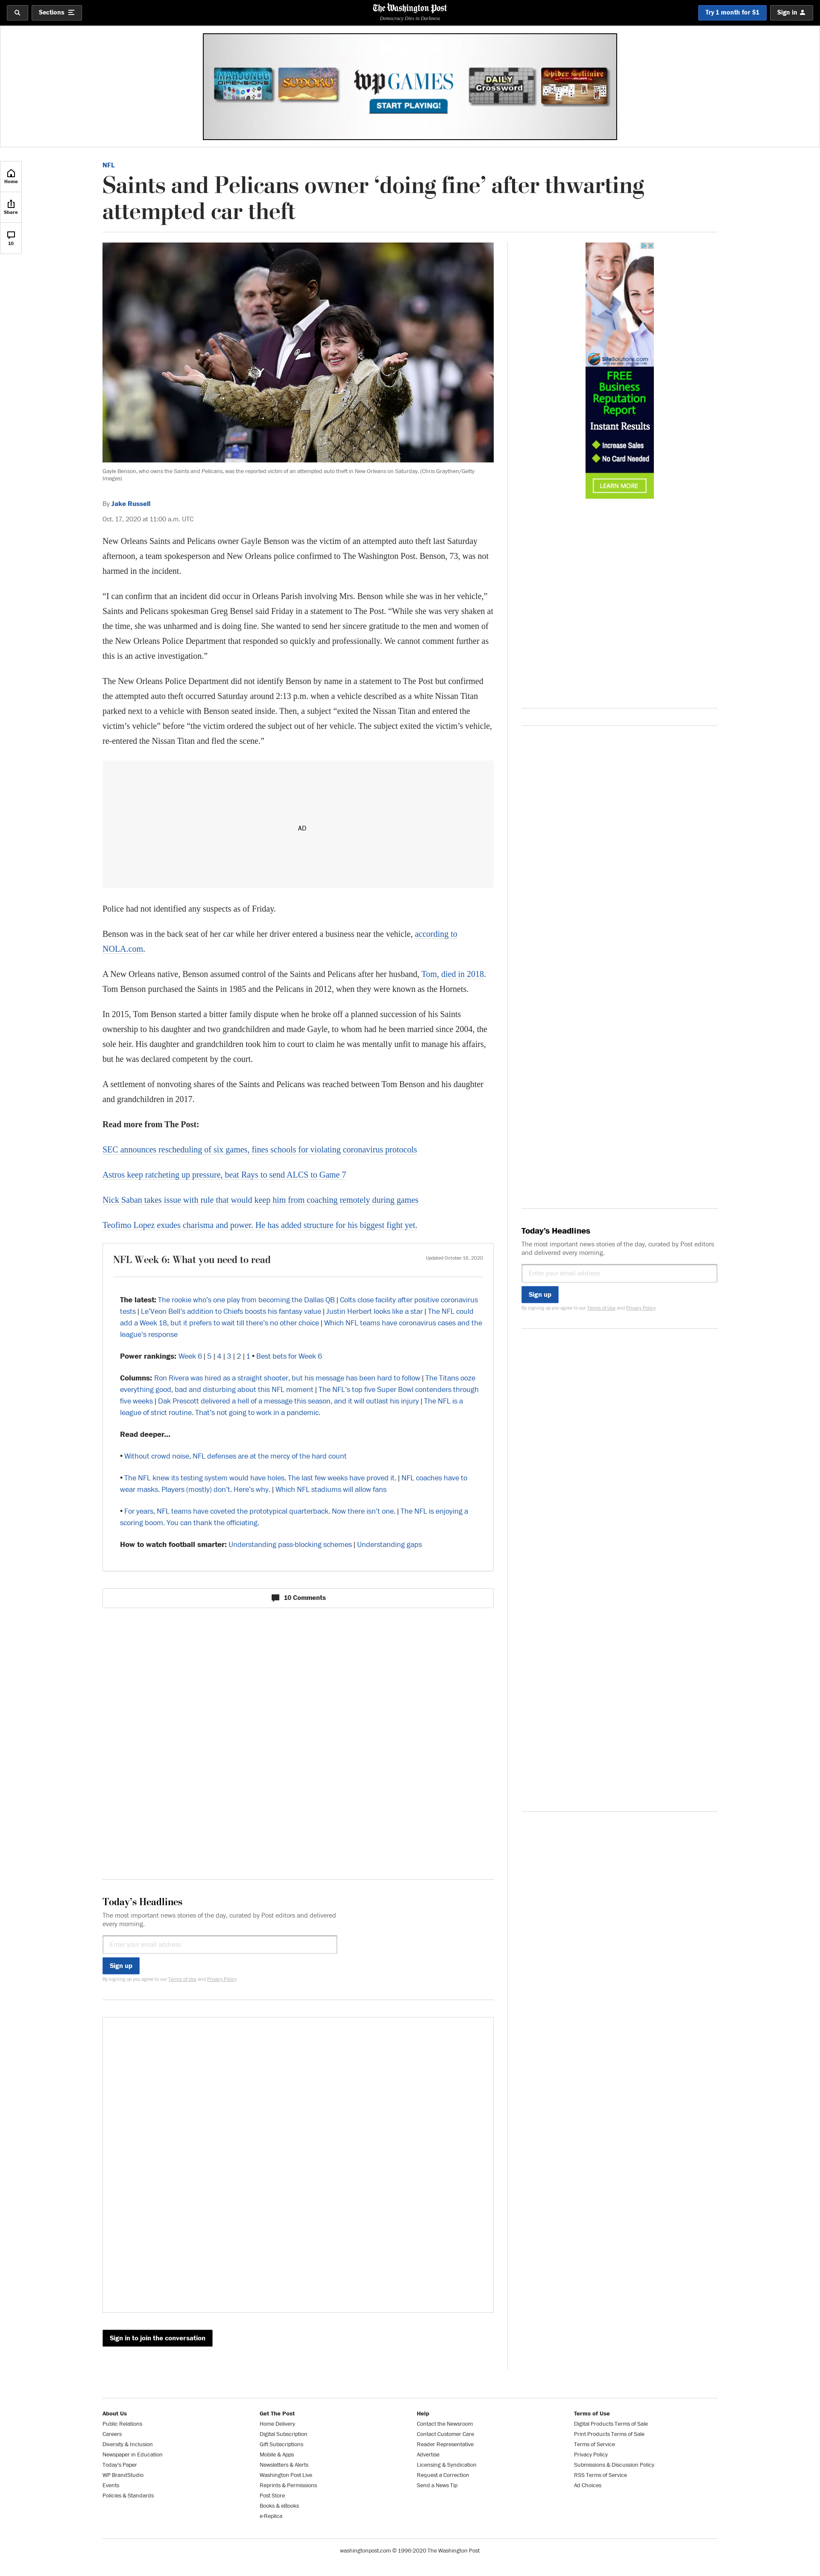 Sections
The Washington Post
Democracy Dies in Darkness
Try 1 month for $1
Sign in
MAHJONGG
DIMENSIONS
SUDOKU
wp GAMES
START PLAYING!
DAILY
Crossword
Spider Solitaire
Home
Share
10
NFL
Saints and Pelicans owner ‘doing fine’ after thwarting
attempted car theft
Gayle Benson, who owns the Saints and Pelicans, was the reported victim of an attempted auto theft in New Orleans on Saturday. (Chris Graythen/Getty
Images)
By Jake Russell
Oct. 17, 2020 at 11:00 a.m. UTC
New Orleans Saints and Pelicans owner Gayle Benson was the victim of an attempted auto theft last Saturday
afternoon, a team spokesperson and New Orleans police confirmed to The Washington Post. Benson, 73, was not
harmed in the incident.
“I can confirm that an incident did occur in Orleans Parish involving Mrs. Benson while she was in her vehicle,”
Saints and Pelicans spokesman Greg Bensel said Friday in a statement to The Post. “While she was very shaken at
the time, she was unharmed and is doing fine. She wanted to send her sincere gratitude to the men and women of
the New Orleans Police Department that responded so quickly and professionally. We cannot comment further as
this is an active investigation.”
The New Orleans Police Department did not identify Benson by name in a statement to The Post but confirmed
the attempted auto theft occurred Saturday around 2:13 p.m. when a vehicle described as a white Nissan Titan
parked next to a vehicle with Benson seated inside. Then, a subject “exited the Nissan Titan and entered the
victim’s vehicle” before “the victim ordered the subject out of her vehicle. The subject exited the victim’s vehicle,
re-entered the Nissan Titan and fled the scene.”
AD
Police had not identified any suspects as of Friday.
Benson was in the back seat of her car while her driver entered a business near the vehicle, according to
NOLA.com.
A New Orleans native, Benson assumed control of the Saints and Pelicans after her husband, Tom, died in 2018.
Tom Benson purchased the Saints in 1985 and the Pelicans in 2012, when they were known as the Hornets.
In 2015, Tom Benson started a bitter family dispute when he broke off a planned succession of his Saints
ownership to his daughter and two grandchildren and made Gayle, to whom had he been married since 2004, the
sole heir. His daughter and grandchildren took him to court to claim he was mentally unfit to manage his affairs,
but he was declared competent by the court.
A settlement of nonvoting shares of the Saints and Pelicans was reached between Tom Benson and his daughter
and grandchildren in 2017.
Read more from The Post:
SEC announces rescheduling of six games, fines schools for violating coronavirus protocols
Astros keep ratcheting up pressure, beat Rays to send ALCS to Game 7
Nick Saban takes issue with rule that would keep him from coaching remotely during games
Teofimo Lopez exudes charisma and power. He has added structure for his biggest fight yet.
NFL Week 6: What you need to read
Updated October 16, 2020
The latest: The rookie who’s one play from becoming the Dallas QB | Colts close facility after positive coronavirus
tests | Le’Veon Bell’s addition to Chiefs boosts his fantasy value | Justin Herbert looks like a star | The NFL could
add a Week 18, but it prefers to wait till there’s no other choice | Which NFL teams have coronavirus cases and the
league’s response
Power rankings: Week 6 | 5 | 4 | 3 | 2 | 1 • Best bets for Week 6
Columns: Ron Rivera was hired as a straight shooter, but his message has been hard to follow | The Titans ooze
everything good, bad and disturbing about this NFL moment | The NFL’s top five Super Bowl contenders through
five weeks | Dak Prescott delivered a hell of a message this season, and it will outlast his injury | The NFL is a
league of strict routine. That’s not going to work in a pandemic.
Read deeper...
• Without crowd noise, NFL defenses are at the mercy of the hard count
• The NFL knew its testing system would have holes. The last few weeks have proved it. | NFL coaches have to
wear masks. Players (mostly) don’t. Here’s why. | Which NFL stadiums will allow fans
• For years, NFL teams have coveted the prototypical quarterback. Now there isn’t one. | The NFL is enjoying a
scoring boom. You can thank the officiating.
How to watch football smarter: Understanding pass-blocking schemes | Understanding gaps
10 Comments
Today’s Headlines
The most important news stories of the day, curated by Post editors and delivered
every morning.
Enter your email address
Sign up
By signing up you agree to our Terms of Use and Privacy Policy
Sign in to join the conversation
SiteSolutions.com
FREE
Business
Reputation
Report
Instant Results
Increase Sales
No Card Needed
LEARN MORE
Today’s Headlines
The most important news stories of the day, curated by Post editors
and delivered every morning.
Enter your email address
Sign up
By signing up you agree to our Terms of Use and Privacy Policy
About Us
Public Relations
Careers
Diversity & Inclusion
Newspaper in Education
Today's Paper
WP BrandStudio
Events
Policies & Standards
Get The Post
Home Delivery
Digital Subscription
Gift Subscriptions
Mobile & Apps
Newsletters & Alerts
Washington Post Live
Reprints & Permissions
Post Store
Books & eBooks
e-Replica
Help
Contact the Newsroom
Contact Customer Care
Reader Representative
Advertise
Licensing & Syndication
Request a Correction
Send a News Tip
Terms of Use
Digital Products Terms of Sale
Print Products Terms of Sale
Terms of Service
Privacy Policy
Submissions & Discussion Policy
RSS Terms of Service
Ad Choices
washingtonpost.com © 1996-2020 The Washington Post